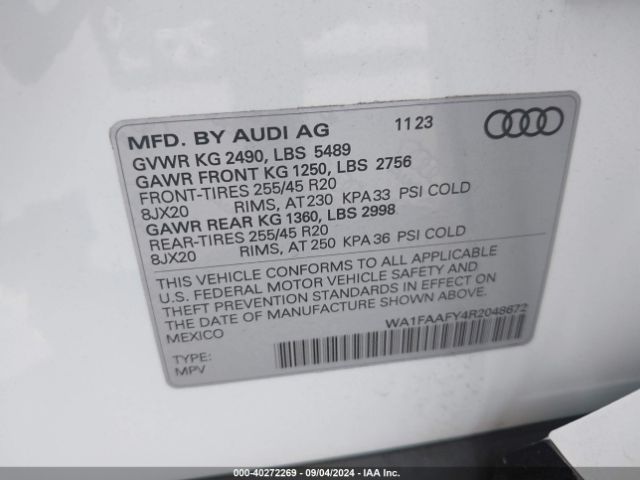 MFD. BY AUDI AG 11 23
GVWR KG 2490, LBS 5489
GAWR FRONT KG 1250, LBS 2756
FRONT-TIRES 255/45 R20
8JX20 RIMS, AT 230 KPA 33 PSI COLD
GAWR REAR KG 1360, LBS 2998
REAR-TIRES 255/45 R20
8JX20 RIMS, AT 250 KPA 36 PSI COLD
THIS VEHICLE CONFORMS TO ALL APPLICABLE
U.S. FEDERAL MOTOR VEHICLE SAFETY AND
THEFT PREVENTION STANDARDS IN EFFECT ON
THE DATE OF MANUFACTURE SHOWN ABOVE.
MEXICO
WA1FAAFY4R2048672
TYPE:
MPV
000-40272269 - 09/04/2024 - IAA Inc.